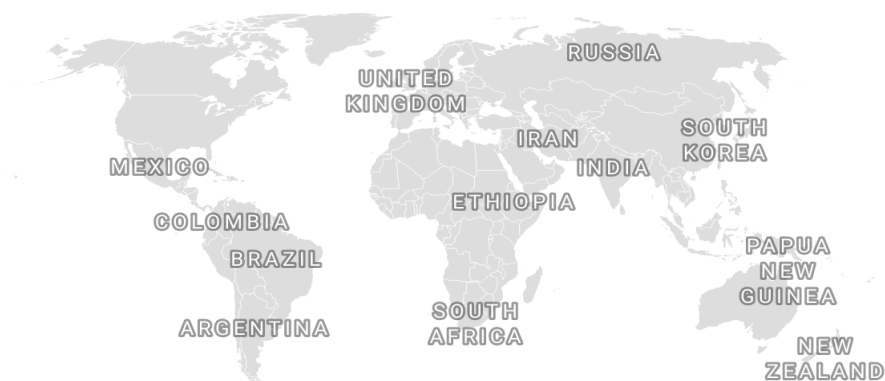 RUSSIA
UNITED
KINGDOM
SOUTH
KOREA
IRAN
MEXICO
INDIA
ETHIOPIA
COLOMBIA
BRAZIL
PAPUA
NEW
GUINEA
SOUTH
AFRICA
ARGENTINA
NEW
ZEALAND